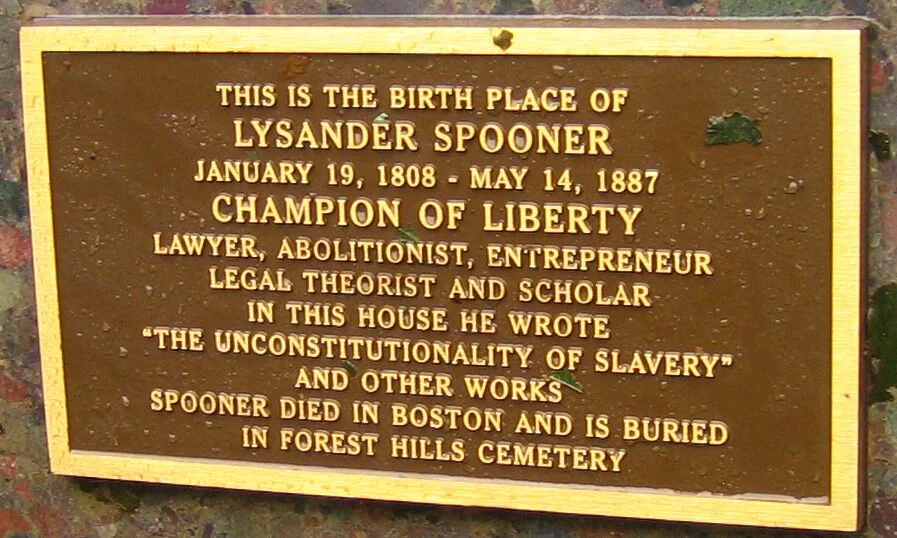 THIS IS THE BIRTH PLACE OF
LYSANDER SPOONER
JANUARY 19, 1808 - MAY 14, 1887
CHAMPION OF LIBERTY
LAWYER, ABOLITIONIST, ENTREPRENEUR
LEGAL THEORIST AND SCHOLAR
IN THIS HOUSE HE WROTE
“THE UNCONSTITUTIONALITY OF SLAVERY”
AND OTHER WORKS
SPOONER DIED IN BOSTON AND IS BURIED
IN FOREST HILLS CEMETERY